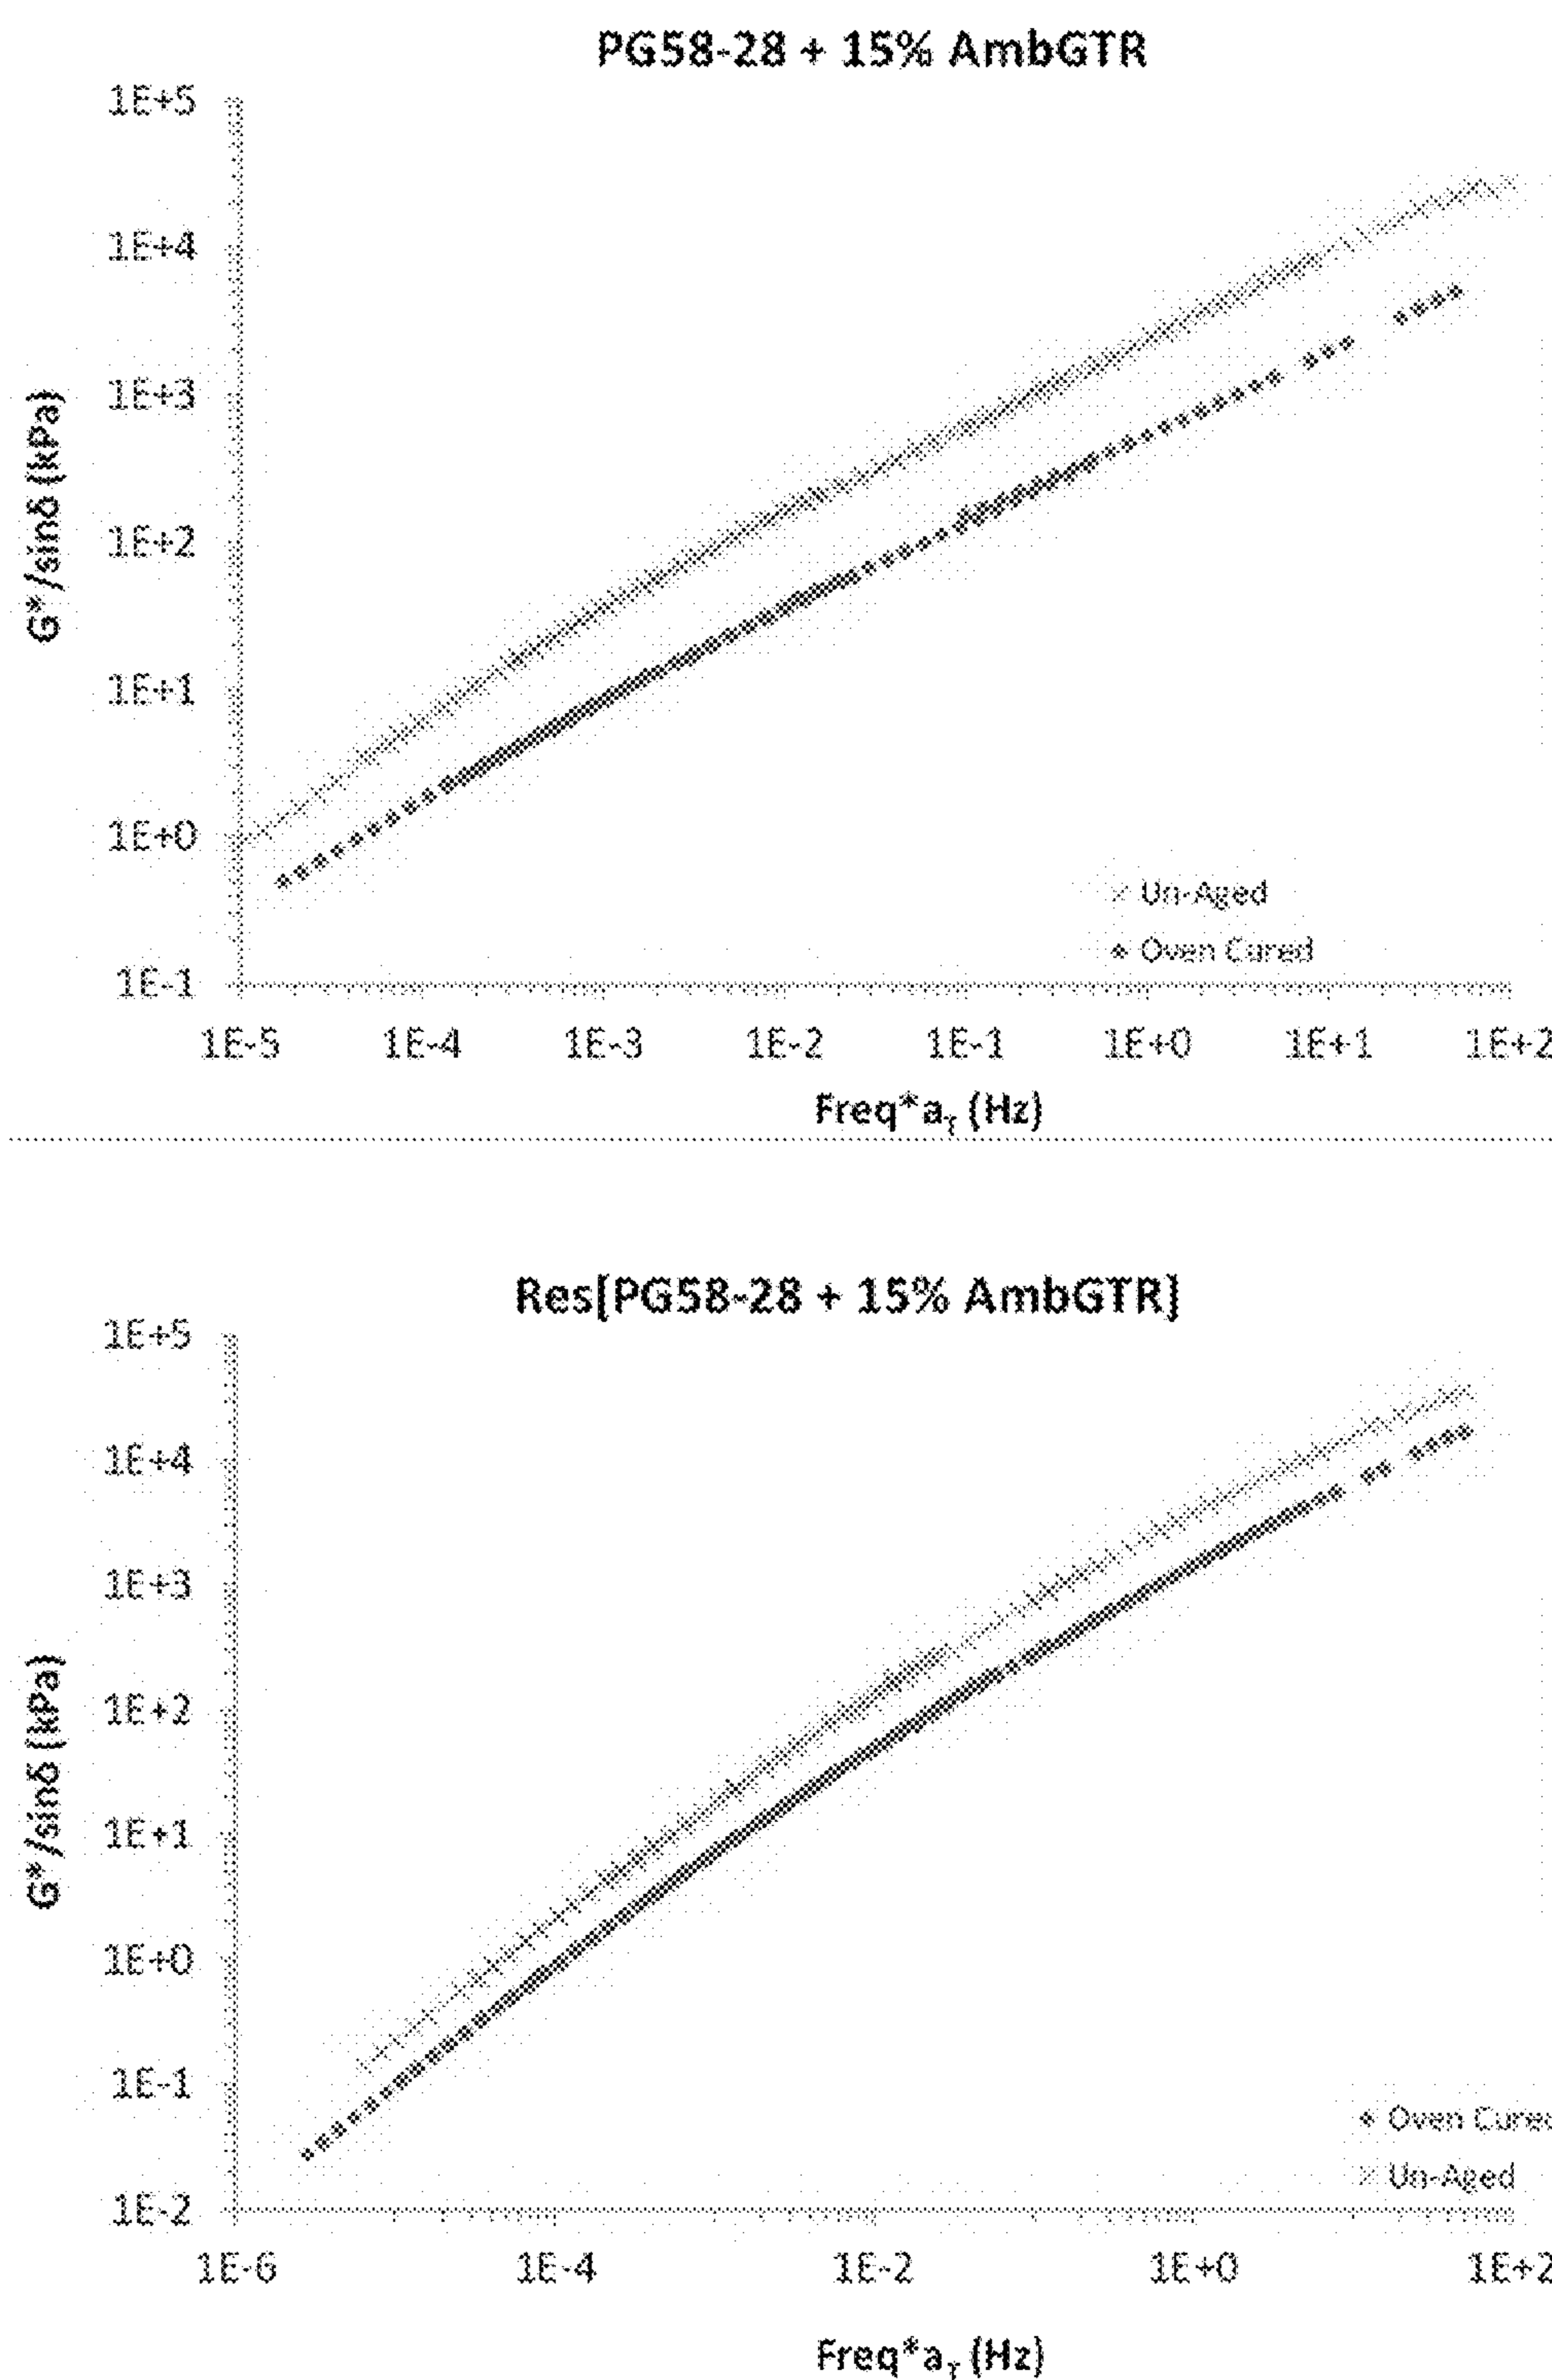 PG58-28 + 15% AmbGTR
1E+5
1E+4
1E+3
1E+2
1E+1
1E+0
1E-1
G*/sinδ (kPa)
× Un-Aged
◆ Oven Cured
1E-5 1E-4 1E-3 1E-2 1E-1 1E+0 1E+1 1E+2
Freq*aT (Hz)
Res[PG58-28 + 15% AmbGTR]
1E+5
1E+4
1E+3
1E+2
1E+1
1E+0
1E-1
1E-2
G*/sinδ (kPa)
◆ Oven Cured
× Un-Aged
1E-6 1E-4 1E-2 1E+0 1E+2
Freq*aT (Hz)